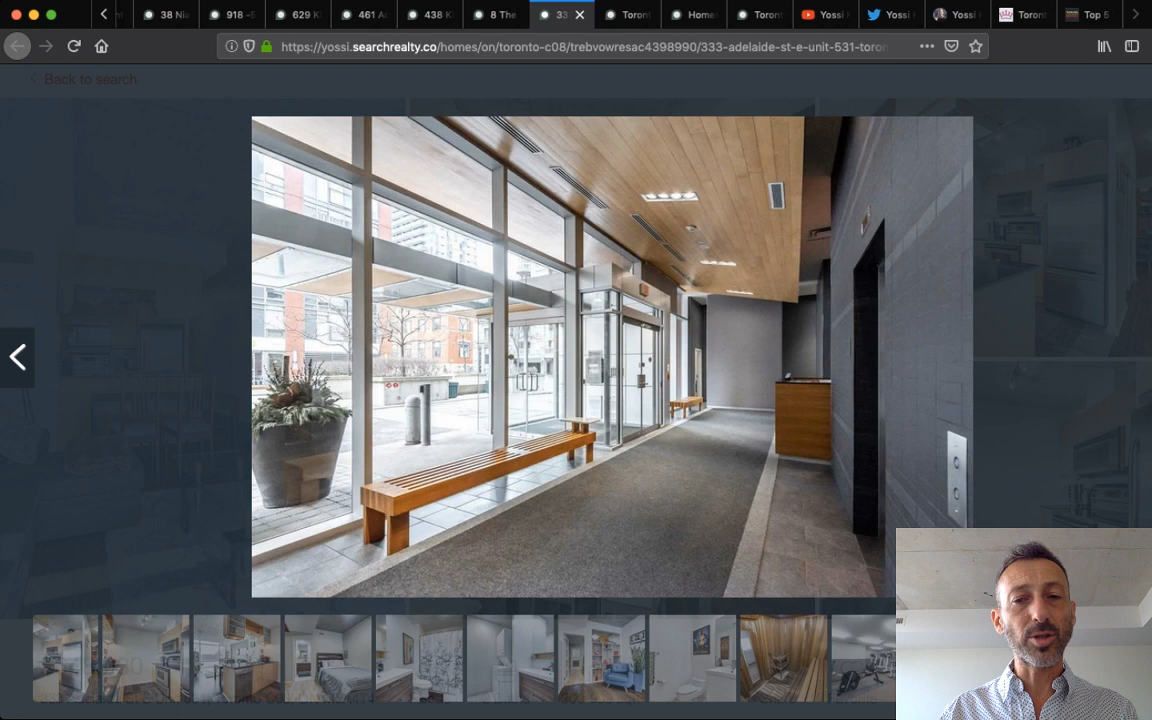 38 Ni
918 -
629 K
461 A
438 K
8 The
33
Toront
Home
Toront
Yossi
Yossi
Yossi
Toront
Top 5
https://yossi.searchrealty.co/homes/on/toronto-c08/trebvowresac4398990/333-adelaide-st-e-unit-531-toron
Back to search